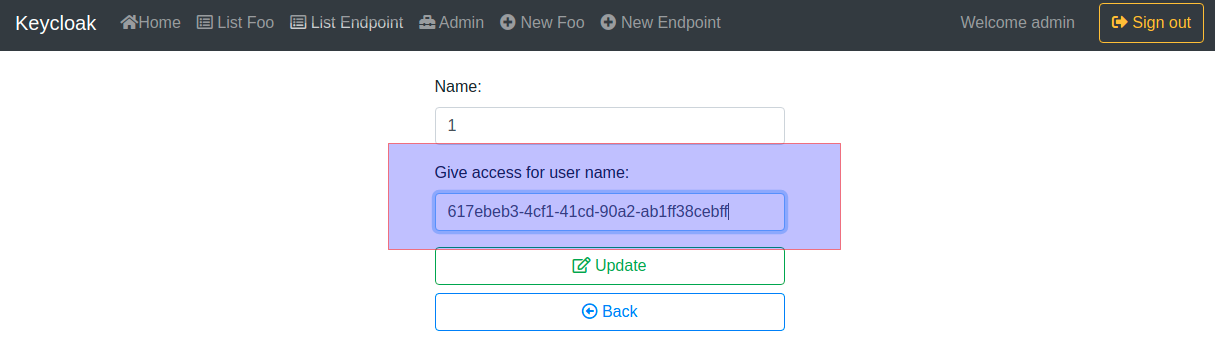 Keycloak Home List Foo List Endpoint Admin New Foo New Endpoint Welcome admin Sign out
Name:
1
Give access for user name:
617ebeb3-4cf1-41cd-90a2-ab1ff38cebff
Update
Back